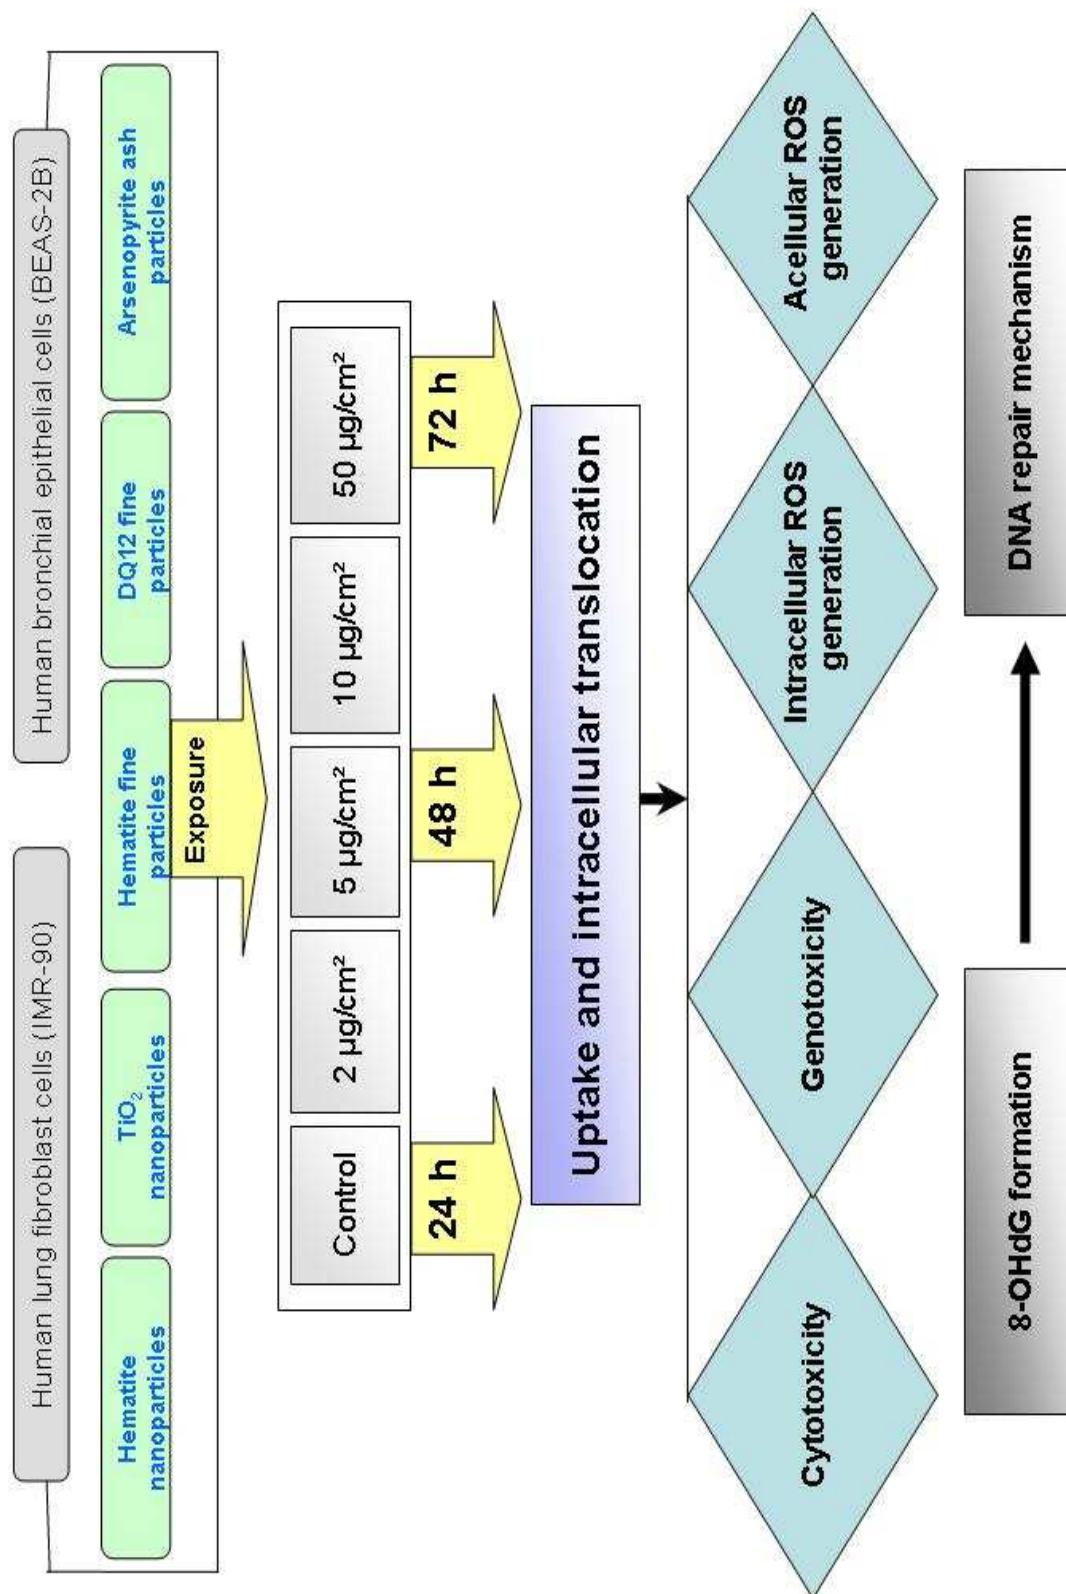 Human lung fibroblast cells (IMR-90)
Human bronchial epithelial cells (BEAS-2B)
Hematite
nanoparticles
TiO₂
nanoparticles
Hematite fine
particles
DQ12 fine
particles
Arsenopyrite ash
particles
Exposure
Control
2 µg/cm²
5 µg/cm²
10 µg/cm²
50 µg/cm²
24 h
48 h
72 h
Uptake and intracellular translocation
Cytotoxicity
Genotoxicity
Intracellular ROS
generation
Acellular ROS
generation
8-OHdG formation
DNA repair mechanism